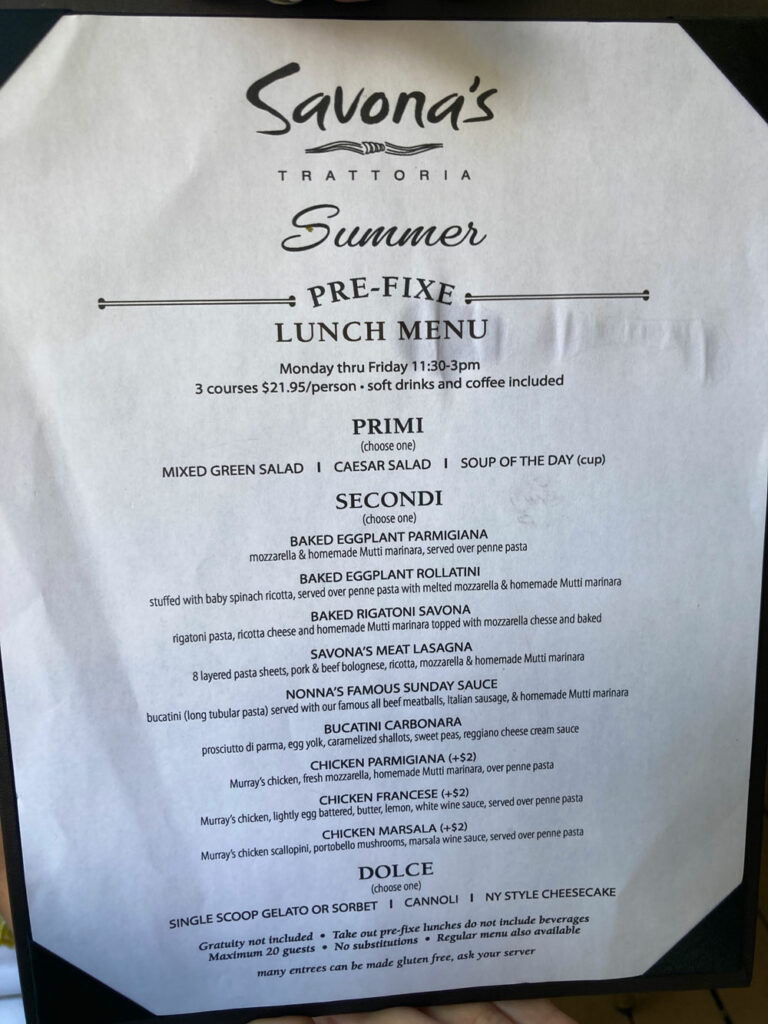 Savona's
TRATTORIA
Summer
PRE-FIXE
LUNCH MENU
Monday thru Friday 11:30-3pm
3 courses $21.95/person • soft drinks and coffee included
PRIMI
(choose one)
MIXED GREEN SALAD I CAESAR SALAD I SOUP OF THE DAY (cup)
SECONDI
(choose one)
BAKED EGGPLANT PARMIGIANA
mozzarella & homemade Mutti marinara, served over penne pasta
BAKED EGGPLANT ROLLATINI
stuffed with baby spinach ricotta, served over penne pasta with melted mozzarella & homemade Mutti marinara
BAKED RIGATONI SAVONA
rigatoni pasta, ricotta cheese and homemade Mutti marinara topped with mozzarella chesse and baked
SAVONA'S MEAT LASAGNA
8 layered pasta sheets, pork & beef bolognese, ricotta, mozzarella & homemade Mutti marinara
NONNA'S FAMOUS SUNDAY SAUCE
bucatini (long tubular pasta) served with our famous all beef meatballs, Italian sausage, & homemade Mutti marinara
BUCATINI CARBONARA
prosciutto di parma, egg yolk, caramelized shallots, sweet peas, reggiano cheese cream sauce
CHICKEN PARMIGIANA (+$2)
Murray's chicken, fresh mozzarella, homemade Mutti marinara, over penne pasta
CHICKEN FRANCESE (+$2)
Murray's chicken, lightly egg battered, butter, lemon, white wine sauce, served over penne pasta
CHICKEN MARSALA (+$2)
Murray's chicken scallopini, portobello mushrooms, marsala wine sauce, served over penne pasta
DOLCE
(choose one)
SINGLE SCOOP GELATO OR SORBET I CANNOLI I NY STYLE CHEESECAKE
Gratuity not included • Take out pre-fixe lunches do not include beverages
Maximum 20 guests • No substitutions • Regular menu also available
many entrees can be made gluten free, ask your server